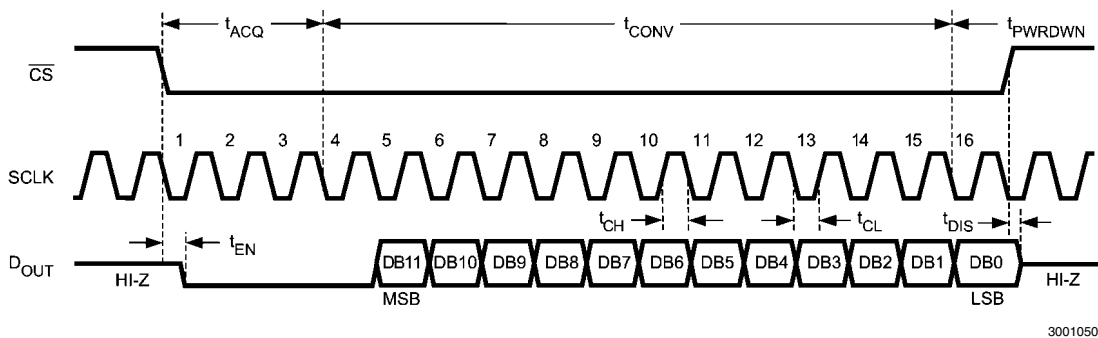 tACQ tCONV tPWRDWN
CS
1 2 3 4 5 6 7 8 9 10 11 12 13 14 15 16
SCLK
tCH tCL tDIS
tEN
DOUT
HI-Z DB11 DB10 DB9 DB8 DB7 DB6 DB5 DB4 DB3 DB2 DB1 DB0 HI-Z
MSB LSB
3001050